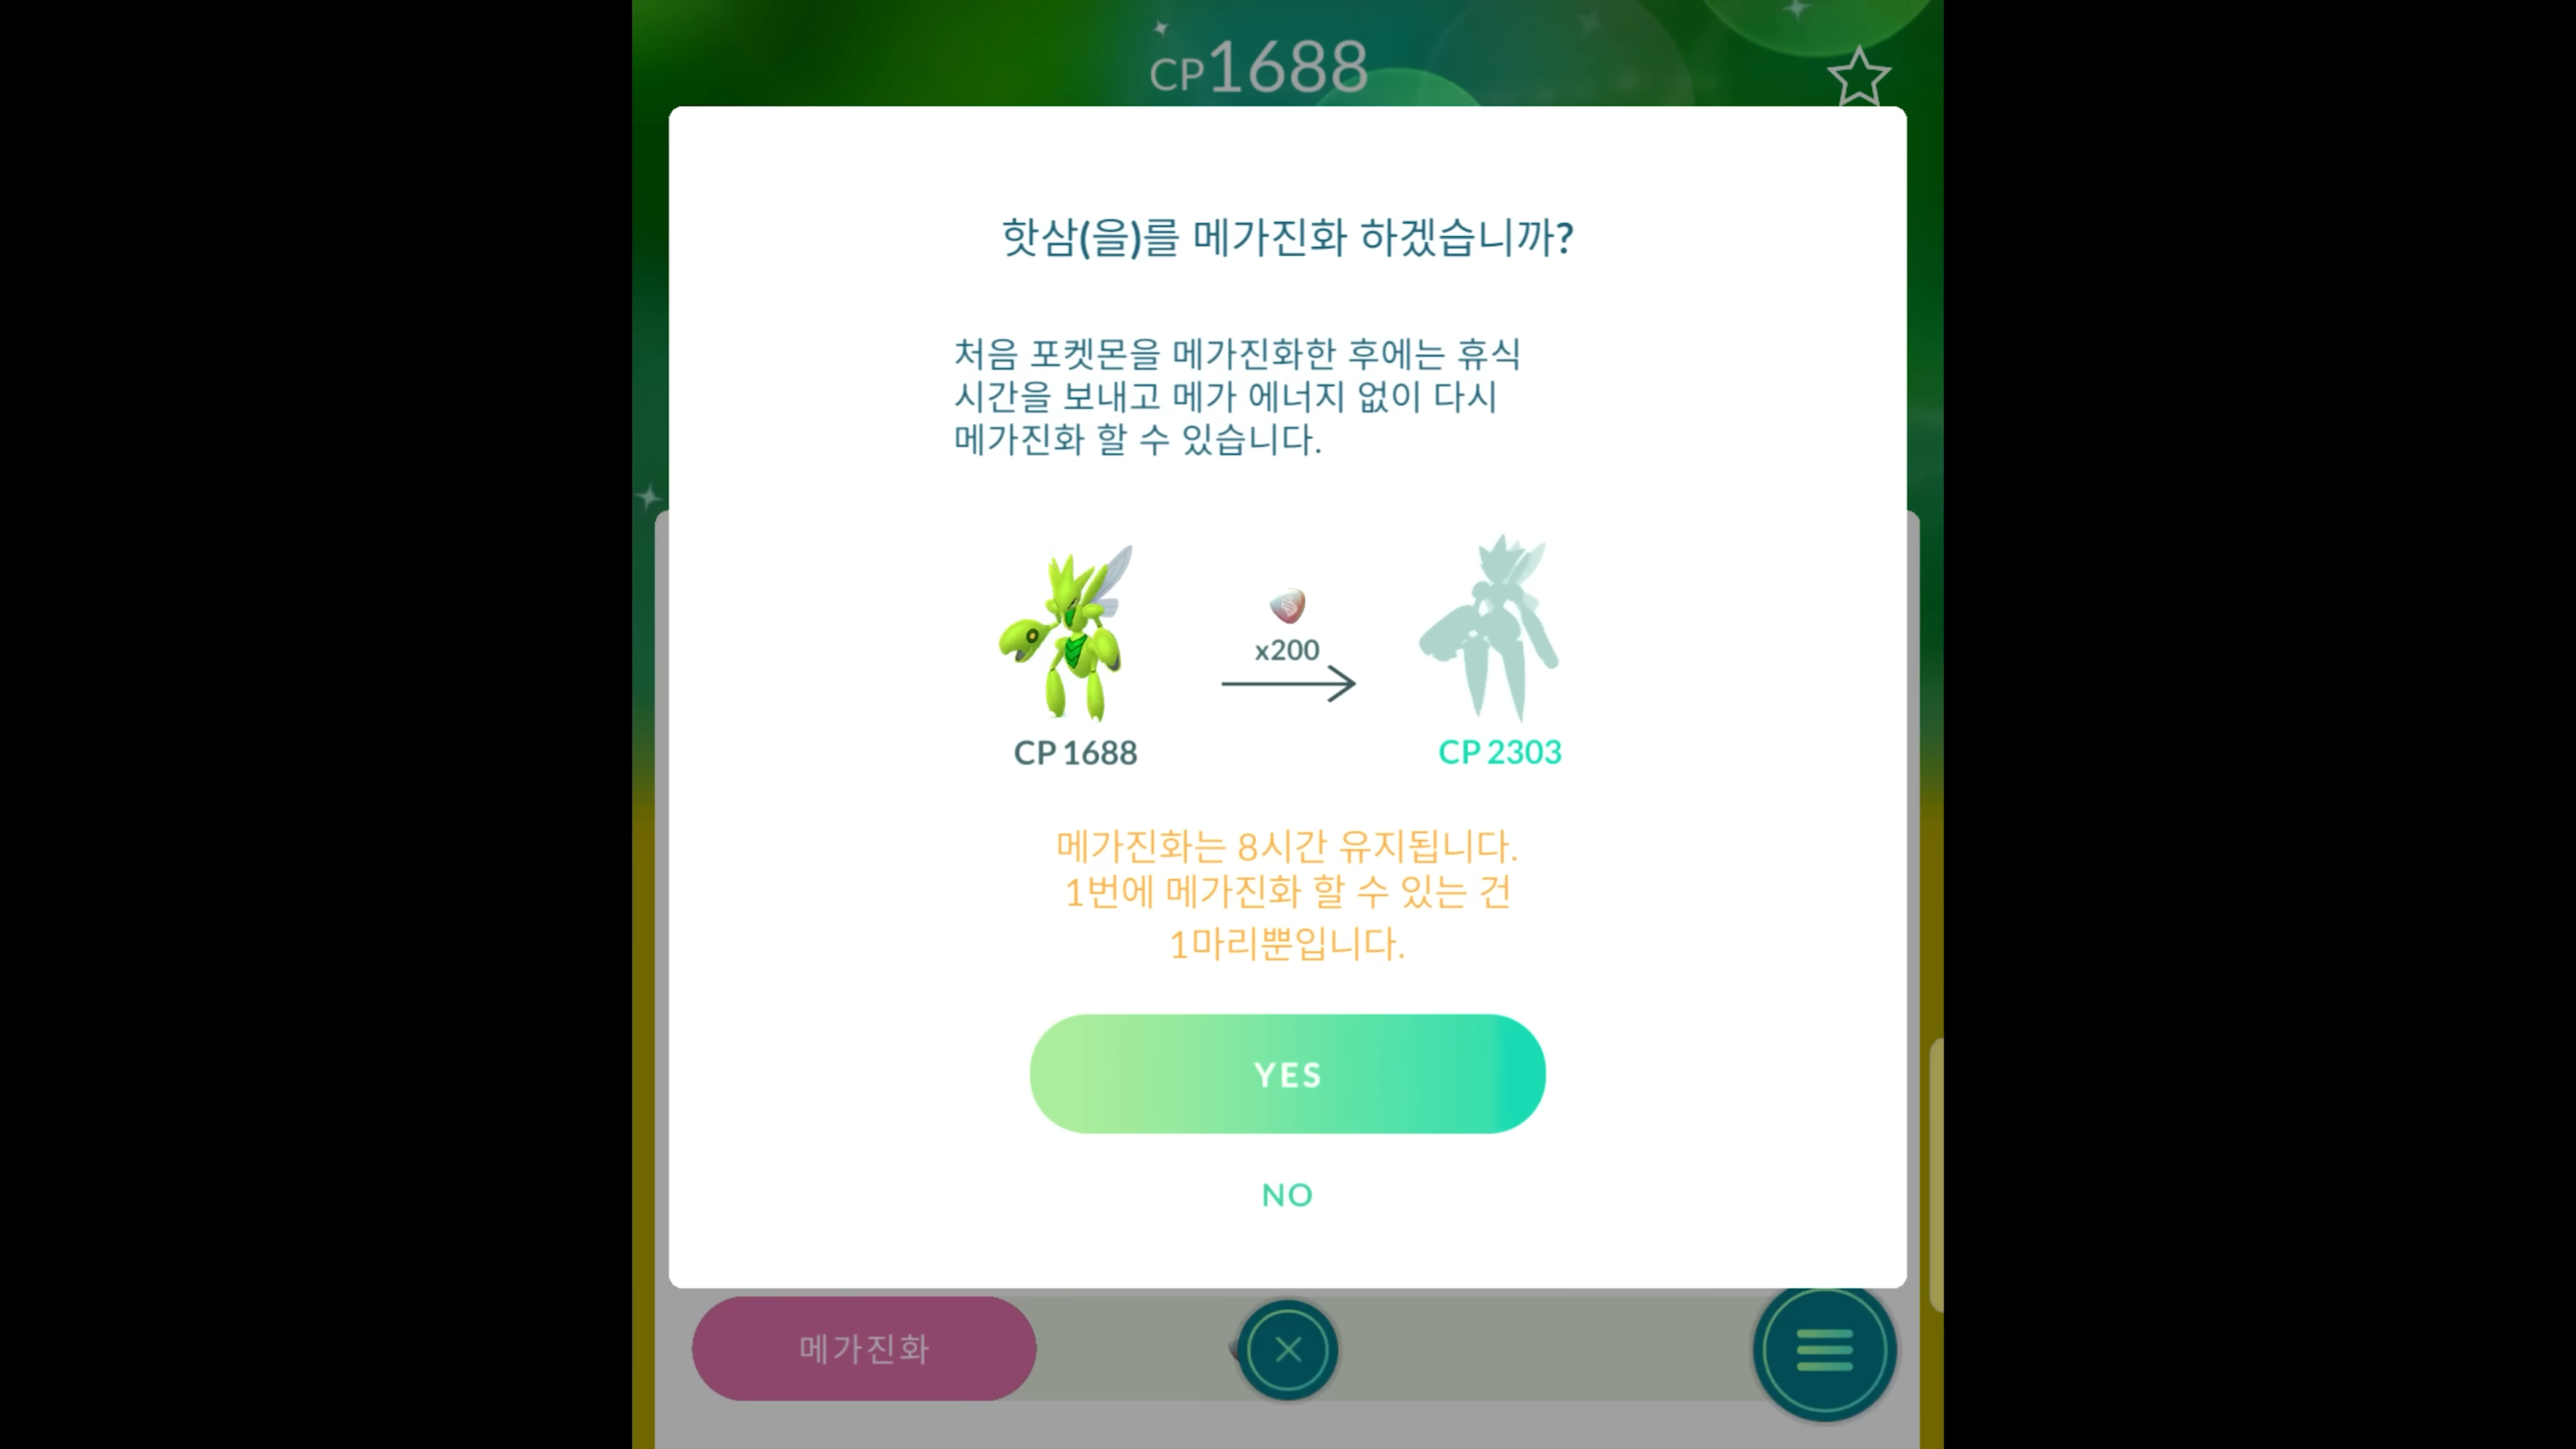 CP1688
핫삼(을)를 메가진화 하겠습니까?
처음 포켓몬을 메가진화한 후에는 휴식
시간을 보내고 메가 에너지 없이 다시
메가진화 할 수 있습니다.
x200
CP 1688
CP 2303
메가진화는 8시간 유지됩니다.
1번에 메가진화 할 수 있는 건
1마리뿐입니다.
YES
NO
메가진화